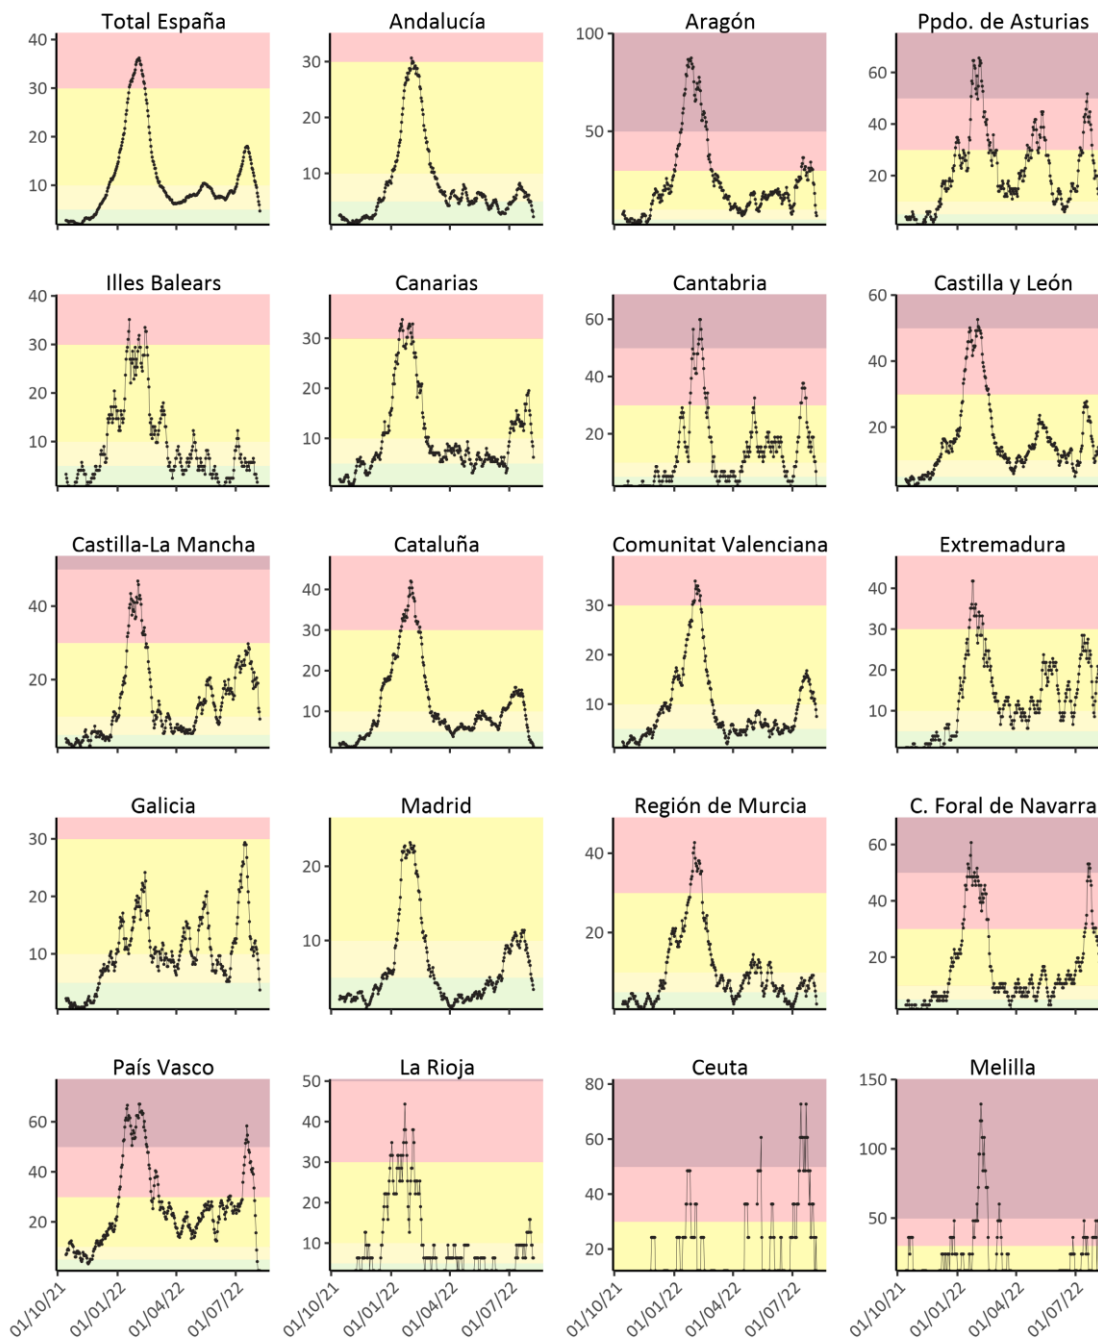 Total España Andalucía Aragón Ppdo. de Asturias
40 30 20 10
30 20 10
100 50
60 40 20
Illes Balears Canarias Cantabria Castilla y León
40 30 20 10
30 20 10
60 40 20
60 40 20
Castilla-La Mancha Cataluña Comunitat Valenciana Extremadura
40 20
40 30 20 10
30 20 10
40 30 20 10
Galicia Madrid Región de Murcia C. Foral de Navarra
30 20 10
20 10
40 20
60 40 20
País Vasco La Rioja Ceuta Melilla
60 40 20
50 40 30 20 10
80 60 40 20
150 100 50
01/10/21 01/01/22 01/04/22 01/07/22
01/10/21 01/01/22 01/04/22 01/07/22
01/10/21 01/01/22 01/04/22 01/07/22
01/10/21 01/01/22 01/04/22 01/07/22